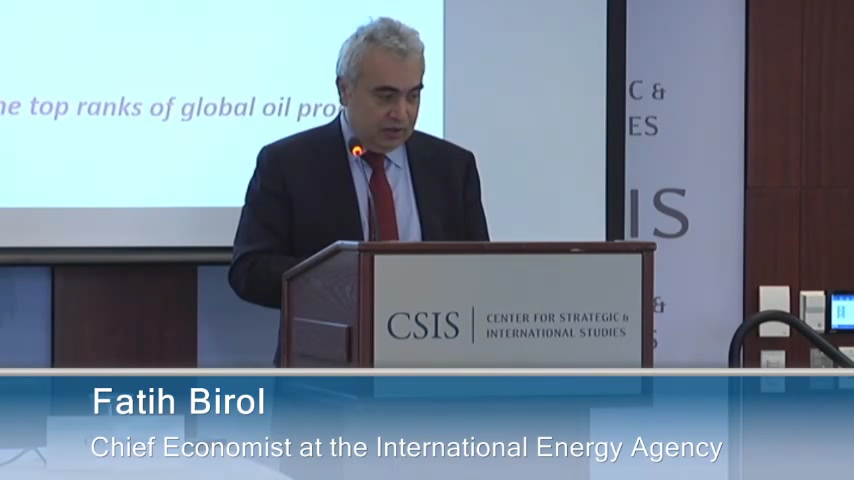 e top ranks of global oil pro
C &
ES
IS
CSIS
CENTER FOR STRATEGIC &
INTERNATIONAL STUDIES
&
S
Fatih Birol
Chief Economist at the International Energy Agency